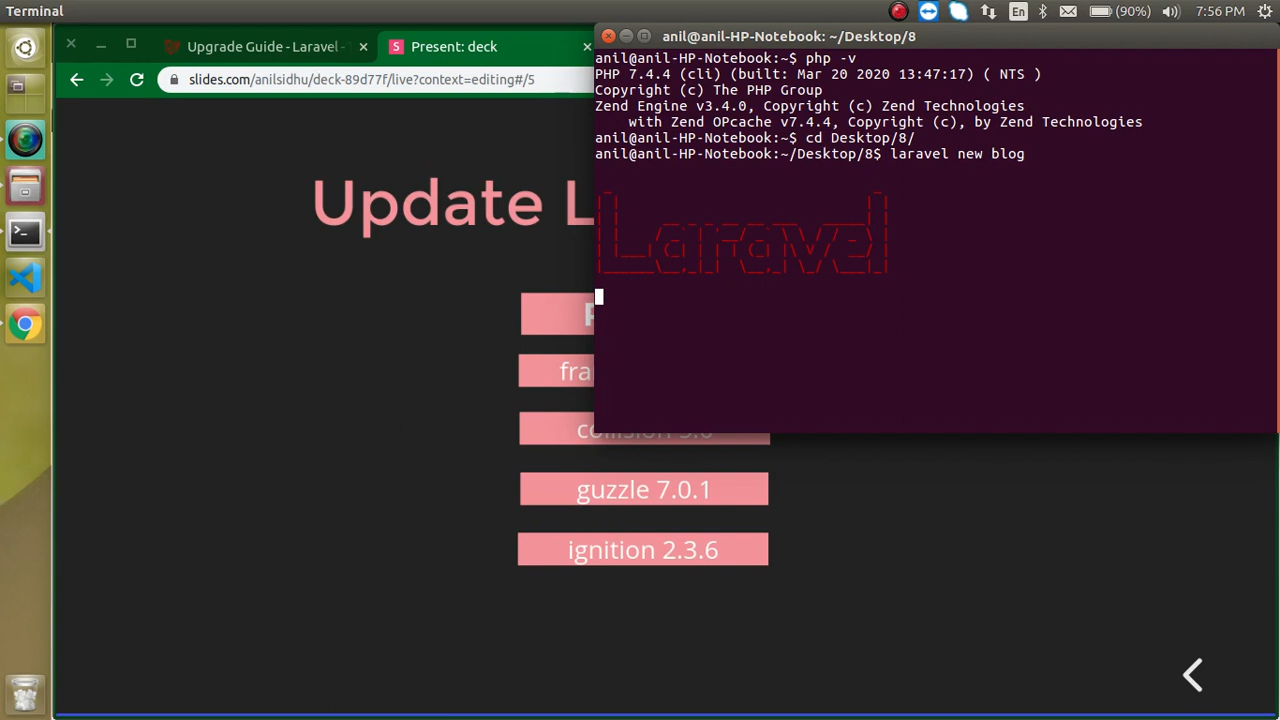 Terminal
En
(90%)
7:56 PM
Upgrade Guide - Laravel -
Present: deck
slides.com/anilsidhu/deck-89d77f/live?context=editing#/5
anil@anil-HP-Notebook: ~/Desktop/8
anil@anil-HP-Notebook:~$ php -v
PHP 7.4.4 (cli) (built: Mar 20 2020 13:47:17) ( NTS )
Copyright (c) The PHP Group
Zend Engine v3.4.0, Copyright (c) Zend Technologies
with Zend OPcache v7.4.4, Copyright (c), by Zend Technologies
anil@anil-HP-Notebook:~$ cd Desktop/8/
anil@anil-HP-Notebook:~/Desktop/8$ laravel new blog
Laravel
Update L
fra
collision 5.0
guzzle 7.0.1
ignition 2.3.6